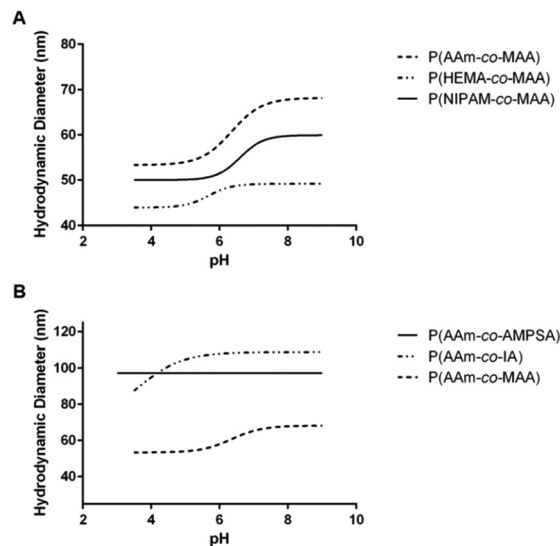 A
Hydrodynamic Diameter (nm)
80
70
60
50
40
2 4 6 8 10
pH
P(AAm-co-MAA)
P(HEMA-co-MAA)
P(NIPAM-co-MAA)
B
Hydrodynamic Diameter (nm)
120
100
80
60
40
2 4 6 8 10
pH
P(AAm-co-AMPSA)
P(AAm-co-IA)
P(AAm-co-MAA)